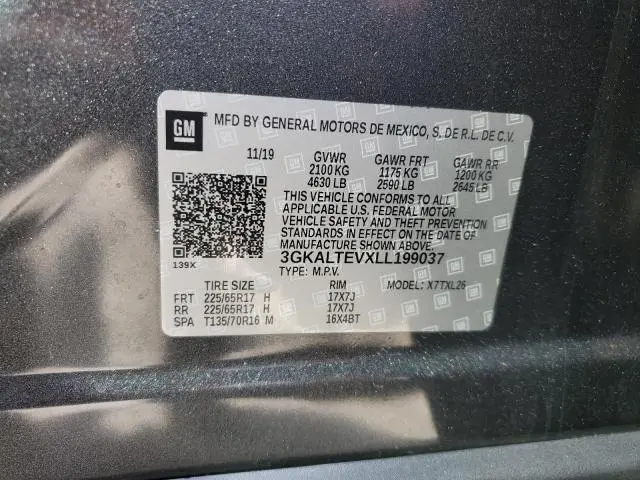 GM MFD BY GENERAL MOTORS DE MEXICO, S. DE R.L. DE C.V.
11/19 GVWR GAWR FRT GAWR RR
2100 KG 1175 KG 1200 KG
4630 LB 2590 LB 2645 LB
THIS VEHICLE CONFORMS TO ALL
APPLICABLE U.S. FEDERAL MOTOR
VEHICLE SAFETY AND THEFT PREVENTION
STANDARDS IN EFFECT ON THE DATE OF
MANUFACTURE SHOWN ABOVE.
139X
3GKALTEVXLL199037
TYPE: M.P.V. MODEL: X7TXL26
TIRE SIZE RIM
FRT 225/65R17 H 17X7J
RR 225/65R17 H 17X7J
SPA T135/70R16 M 16X4BT